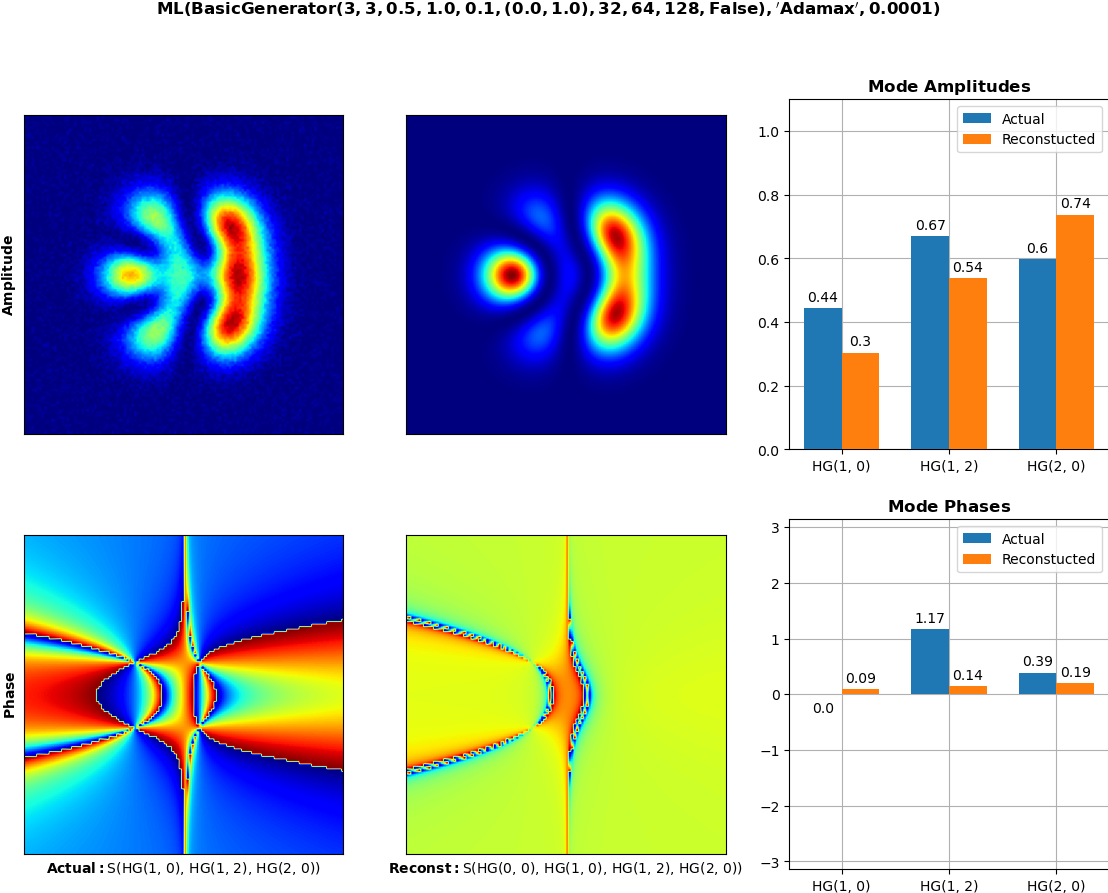 ML(BasicGenerator(3, 3, 0.5, 1.0, 0.1, (0.0, 1.0), 32, 64, 128, False), ′Adamax′, 0.0001)
Amplitude
Mode Amplitudes
Actual
Reconstucted
1.0
0.8
0.6
0.4
0.2
0.0
0.44
0.3
0.67
0.54
0.6
0.74
HG(1, 0)
HG(1, 2)
HG(2, 0)
Phase
Actual: S(HG(1, 0), HG(1, 2), HG(2, 0))
Reconst: S(HG(0, 0), HG(1, 0), HG(1, 2), HG(2, 0))
Mode Phases
Actual
Reconstucted
3
2
1
0
−1
−2
−3
0.0
0.09
1.17
0.14
0.39
0.19
HG(1, 0)
HG(1, 2)
HG(2, 0)